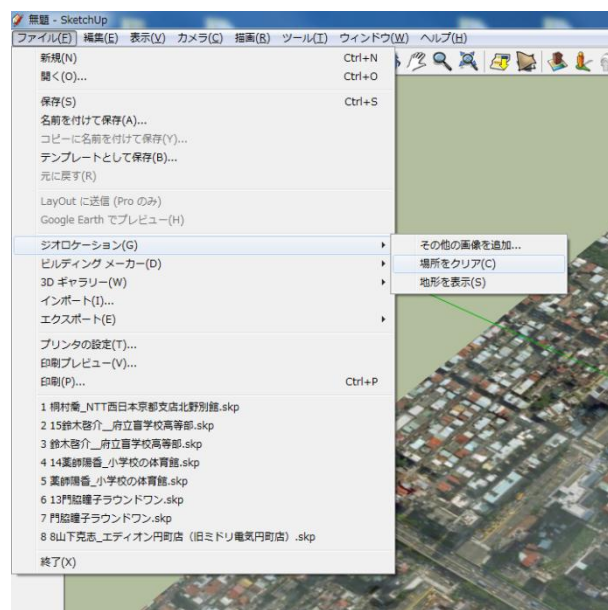 無題 - SketchUp
ファイル(F) 編集(E) 表示(V) カメラ(C) 描画(R) ツール(T) ウィンドウ(W) ヘルプ(H)
新規(N) Ctrl+N
開く(O)... Ctrl+O
保存(S) Ctrl+S
名前を付けて保存(A)...
コピーに名前を付けて保存(Y)...
テンプレートとして保存(B)...
元に戻す(R)
LayOut に送信 (Pro のみ)
Google Earth でプレビュー(H)
ジオロケーション(G) その他の画像を追加...
ビルディング メーカー(D) 場所をクリア(C)
3D ギャラリー(W) 地形を表示(S)
インポート(I)...
エクスポート(E)
プリンタの設定(T)...
印刷プレビュー(V)...
印刷(P)... Ctrl+P
1 桐村喬_NTT西日本京都支店北野別館.skp
2 15鈴木啓介__府立盲学校高等部.skp
3 鈴木啓介__府立盲学校高等部.skp
4 14薬師陽香_小学校の体育館.skp
5 薬師陽香_小学校の体育館.skp
6 13門脇瞳子ラウンドワン.skp
7 門脇瞳子ラウンドワン.skp
8 8山下克志_エディオン円町店（旧ミドリ電気円町店）.skp
終了(X)